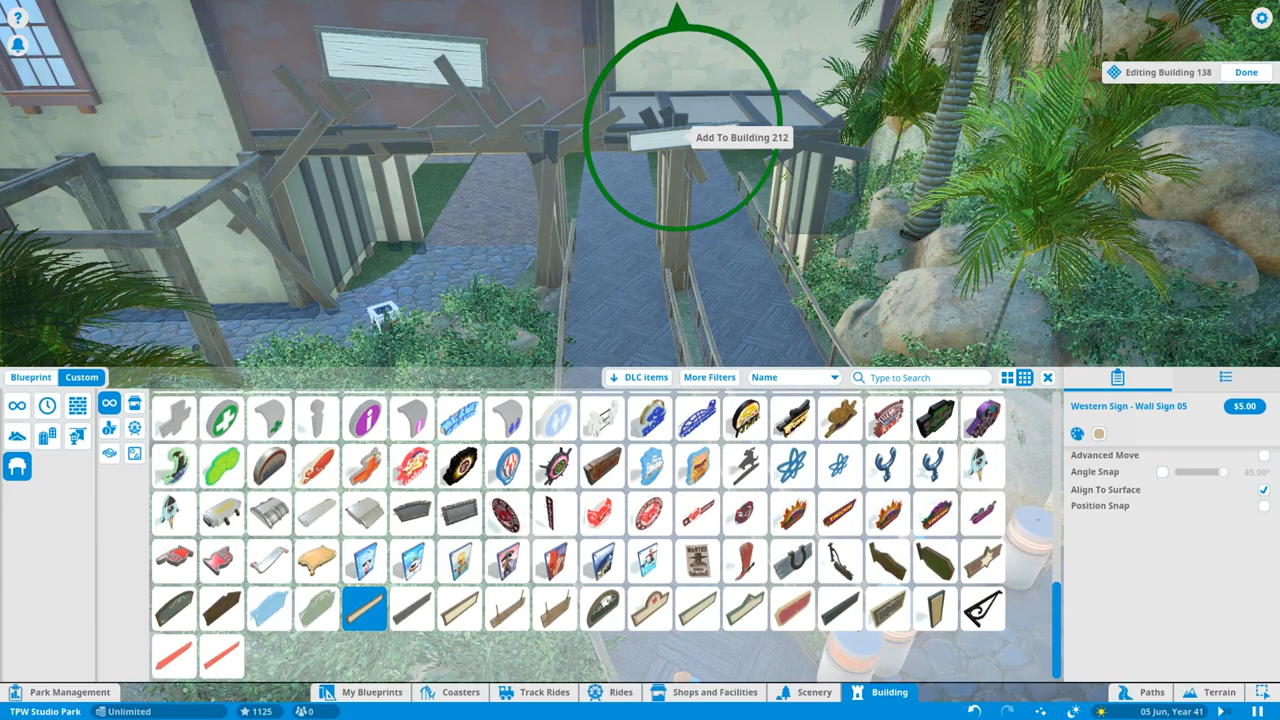 ?
Editing Building 138
Done
Add To Building 212
Blueprint
Custom
DLC items
More Filters
Name
Type to Search
Western Sign - Wall Sign 05
$5.00
Advanced Move
Angle Snap
45.00°
Align To Surface
Position Snap
WANTED
Park Management
My Blueprints
Coasters
Track Rides
Rides
Shops and Facilities
Scenery
Building
Paths
Terrain
TPW Studio Park
Unlimited
1125
0
05 Jun, Year 41